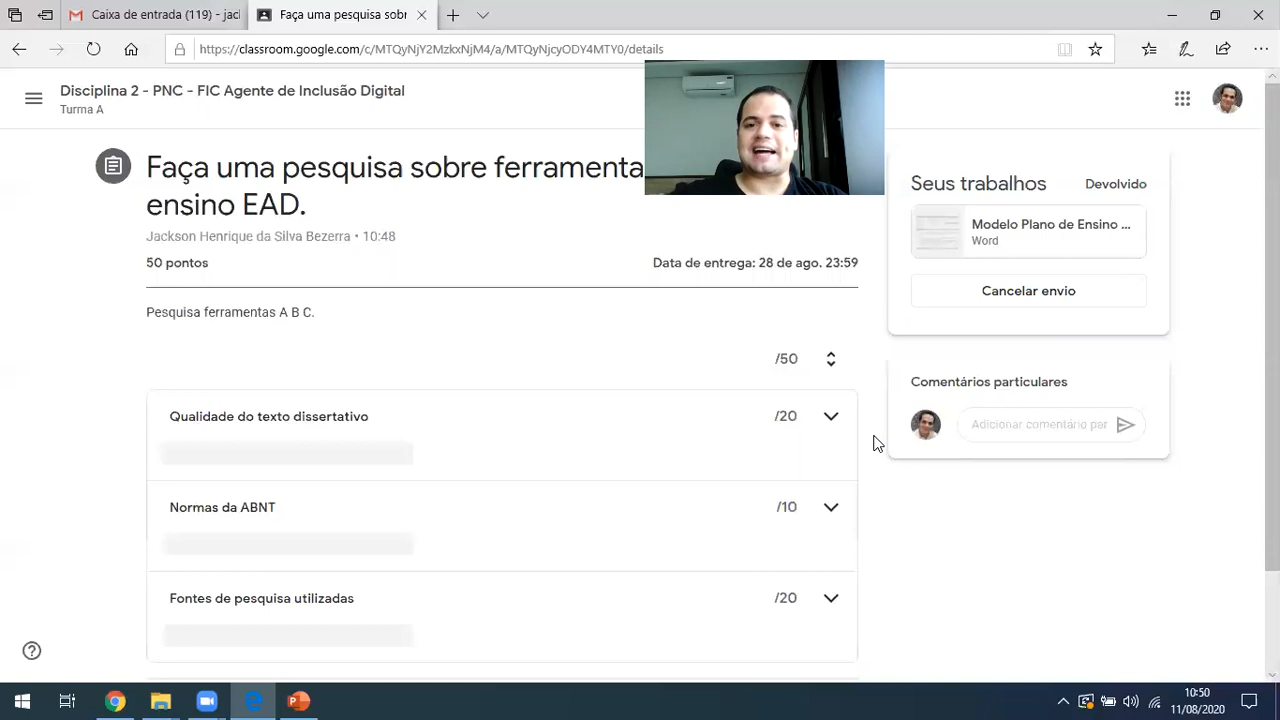 Caixa de entrada (119) - jac
Faça uma pesquisa sobr
https://classroom.google.com/c/MTQyNjY2MzkxNjM4/a/MTQyNjcyODY4MTY0/details
Disciplina 2 - PNC - FIC Agente de Inclusão Digital
Turma A
Faça uma pesquisa sobre ferramenta
ensino EAD.
Jackson Henrique da Silva Bezerra • 10:48
50 pontos
Data de entrega: 28 de ago. 23:59
Pesquisa ferramentas A B C.
/50
Qualidade do texto dissertativo
/20
Normas da ABNT
/10
Fontes de pesquisa utilizadas
/20
Seus trabalhos
Devolvido
Modelo Plano de Ensino ...
Word
Cancelar envio
Comentários particulares
Adicionar comentário par
10:50
11/08/2020